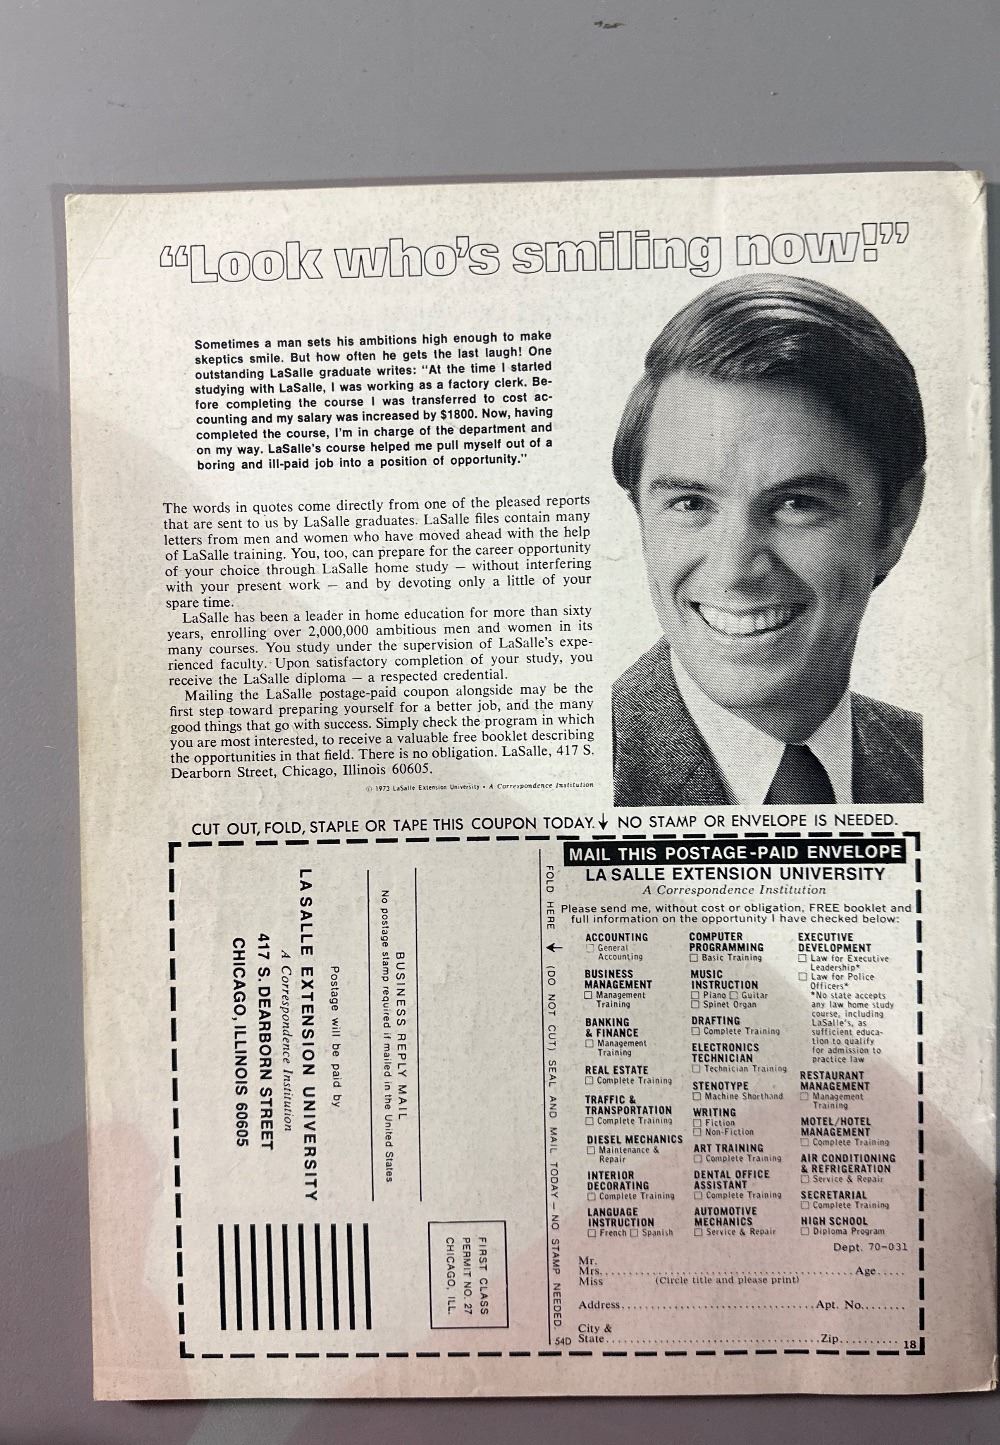 “Look who's smiling now!”
Sometimes a man sets his ambitions high enough to make
skeptics smile. But how often he gets the last laugh! One
outstanding LaSalle graduate writes: “At the time I started
studying with LaSalle, I was working as a factory clerk. Be-
fore completing the course I was transferred to cost ac-
counting and my salary was increased by $1800. Now, having
completed the course, I'm in charge of the department and
on my way. LaSalle's course helped me pull myself out of a
boring and ill-paid job into a position of opportunity.”
The words in quotes come directly from one of the pleased reports
that are sent to us by LaSalle graduates. LaSalle files contain many
letters from men and women who have moved ahead with the help
of LaSalle training. You, too, can prepare for the career opportunity
of your choice through LaSalle home study — without interfering
with your present work — and by devoting only a little of your
spare time.
LaSalle has been a leader in home education for more than sixty
years, enrolling over 2,000,000 ambitious men and women in its
many courses. You study under the supervision of LaSalle's expe-
rienced faculty. Upon satisfactory completion of your study, you
receive the LaSalle diploma — a respected credential.
Mailing the LaSalle postage-paid coupon alongside may be the
first step toward preparing yourself for a better job, and the many
good things that go with success. Simply check the program in which
you are most interested, to receive a valuable free booklet describing
the opportunities in that field. There is no obligation. LaSalle, 417 S.
Dearborn Street, Chicago, Illinois 60605.
© 1973 LaSalle Extension University • A Correspondence Institution
CUT OUT, FOLD, STAPLE OR TAPE THIS COUPON TODAY. ↓ NO STAMP OR ENVELOPE IS NEEDED.
FIRST CLASS
PERMIT NO. 27
CHICAGO, ILL.
BUSINESS REPLY MAIL
No postage stamp required if mailed in the United States
Postage will be paid by
LA SALLE EXTENSION UNIVERSITY
A Correspondence Institution
417 S. DEARBORN STREET
CHICAGO, ILLINOIS 60605
FOLD HERE ↓ (DO NOT CUT) SEAL AND MAIL TODAY — NO STAMP NEEDED.
MAIL THIS POSTAGE-PAID ENVELOPE
LA SALLE EXTENSION UNIVERSITY
A Correspondence Institution
Please send me, without cost or obligation, FREE booklet and
full information on the opportunity I have checked below:
ACCOUNTING
☐ General
Accounting
BUSINESS
MANAGEMENT
☐ Management
Training
BANKING
& FINANCE
☐ Management
Training
REAL ESTATE
☐ Complete Training
TRAFFIC &
TRANSPORTATION
☐ Complete Training
DIESEL MECHANICS
☐ Maintenance &
Repair
INTERIOR
DECORATING
☐ Complete Training
LANGUAGE
INSTRUCTION
☐ French ☐ Spanish
COMPUTER
PROGRAMMING
☐ Basic Training
MUSIC
INSTRUCTION
☐ Piano ☐ Guitar
☐ Spinet Organ
DRAFTING
☐ Complete Training
ELECTRONICS
TECHNICIAN
☐ Technician Training
STENOTYPE
☐ Machine Shorthand
WRITING
☐ Fiction
☐ Non-Fiction
ART TRAINING
☐ Complete Training
DENTAL OFFICE
ASSISTANT
☐ Complete Training
AUTOMOTIVE
MECHANICS
☐ Service & Repair
EXECUTIVE
DEVELOPMENT
☐ Law for Executive
Leadership*
☐ Law for Police
Officers*
*No state accepts
any law home study
course, including
LaSalle's, as
sufficient educa-
tion to qualify
for admission to
practice law
RESTAURANT
MANAGEMENT
☐ Management
Training
MOTEL/HOTEL
MANAGEMENT
☐ Complete Training
AIR CONDITIONING
& REFRIGERATION
☐ Service & Repair
SECRETARIAL
☐ Complete Training
HIGH SCHOOL
☐ Diploma Program
Dept. 70-031
Mr.
Mrs. Age
Miss (Circle title and please print)
Address Apt. No.
City &
State Zip
54D
18